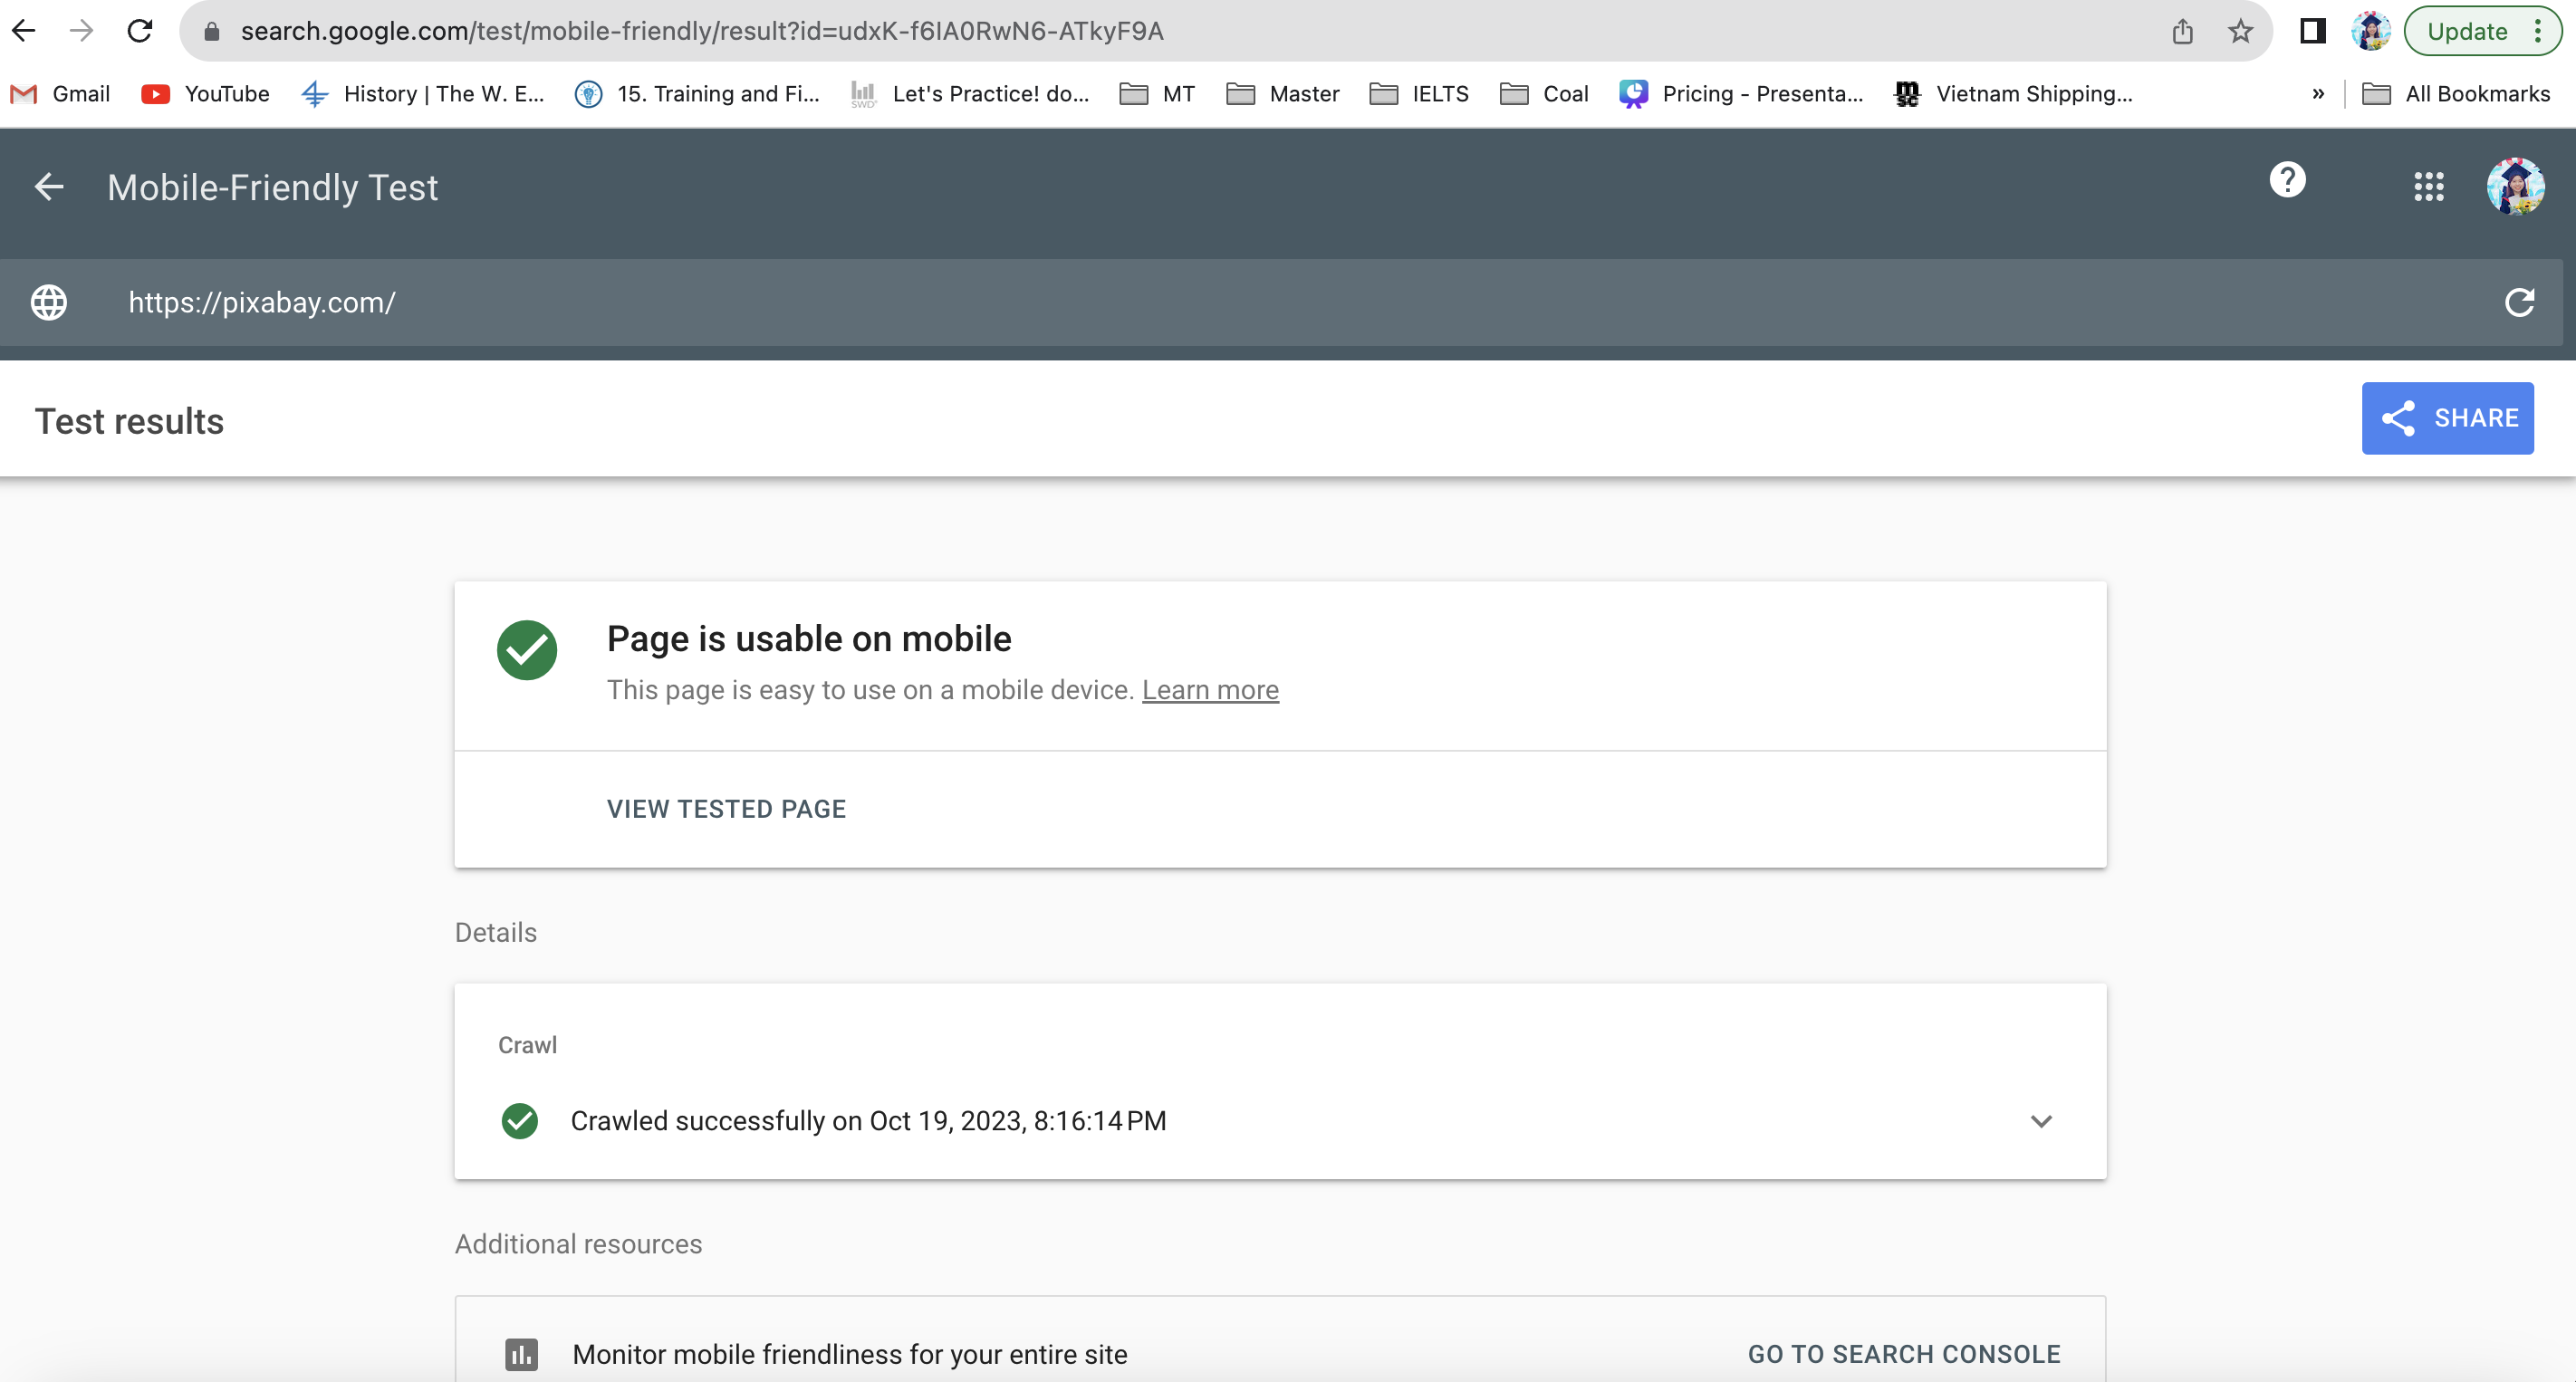 search.google.com/test/mobile-friendly/result?id=udxK-f6IA0RwN6-ATkyF9A
Update
Gmail
YouTube
History | The W. E...
15. Training and Fi...
SWD
Let's Practice! do...
MT
Master
IELTS
Coal
Pricing - Presenta...
msc
Vietnam Shipping...
»
All Bookmarks
Mobile-Friendly Test
?
https://pixabay.com/
Test results
SHARE
Page is usable on mobile
This page is easy to use on a mobile device. Learn more
VIEW TESTED PAGE
Details
Crawl
Crawled successfully on Oct 19, 2023, 8:16:14 PM
Additional resources
Monitor mobile friendliness for your entire site
GO TO SEARCH CONSOLE